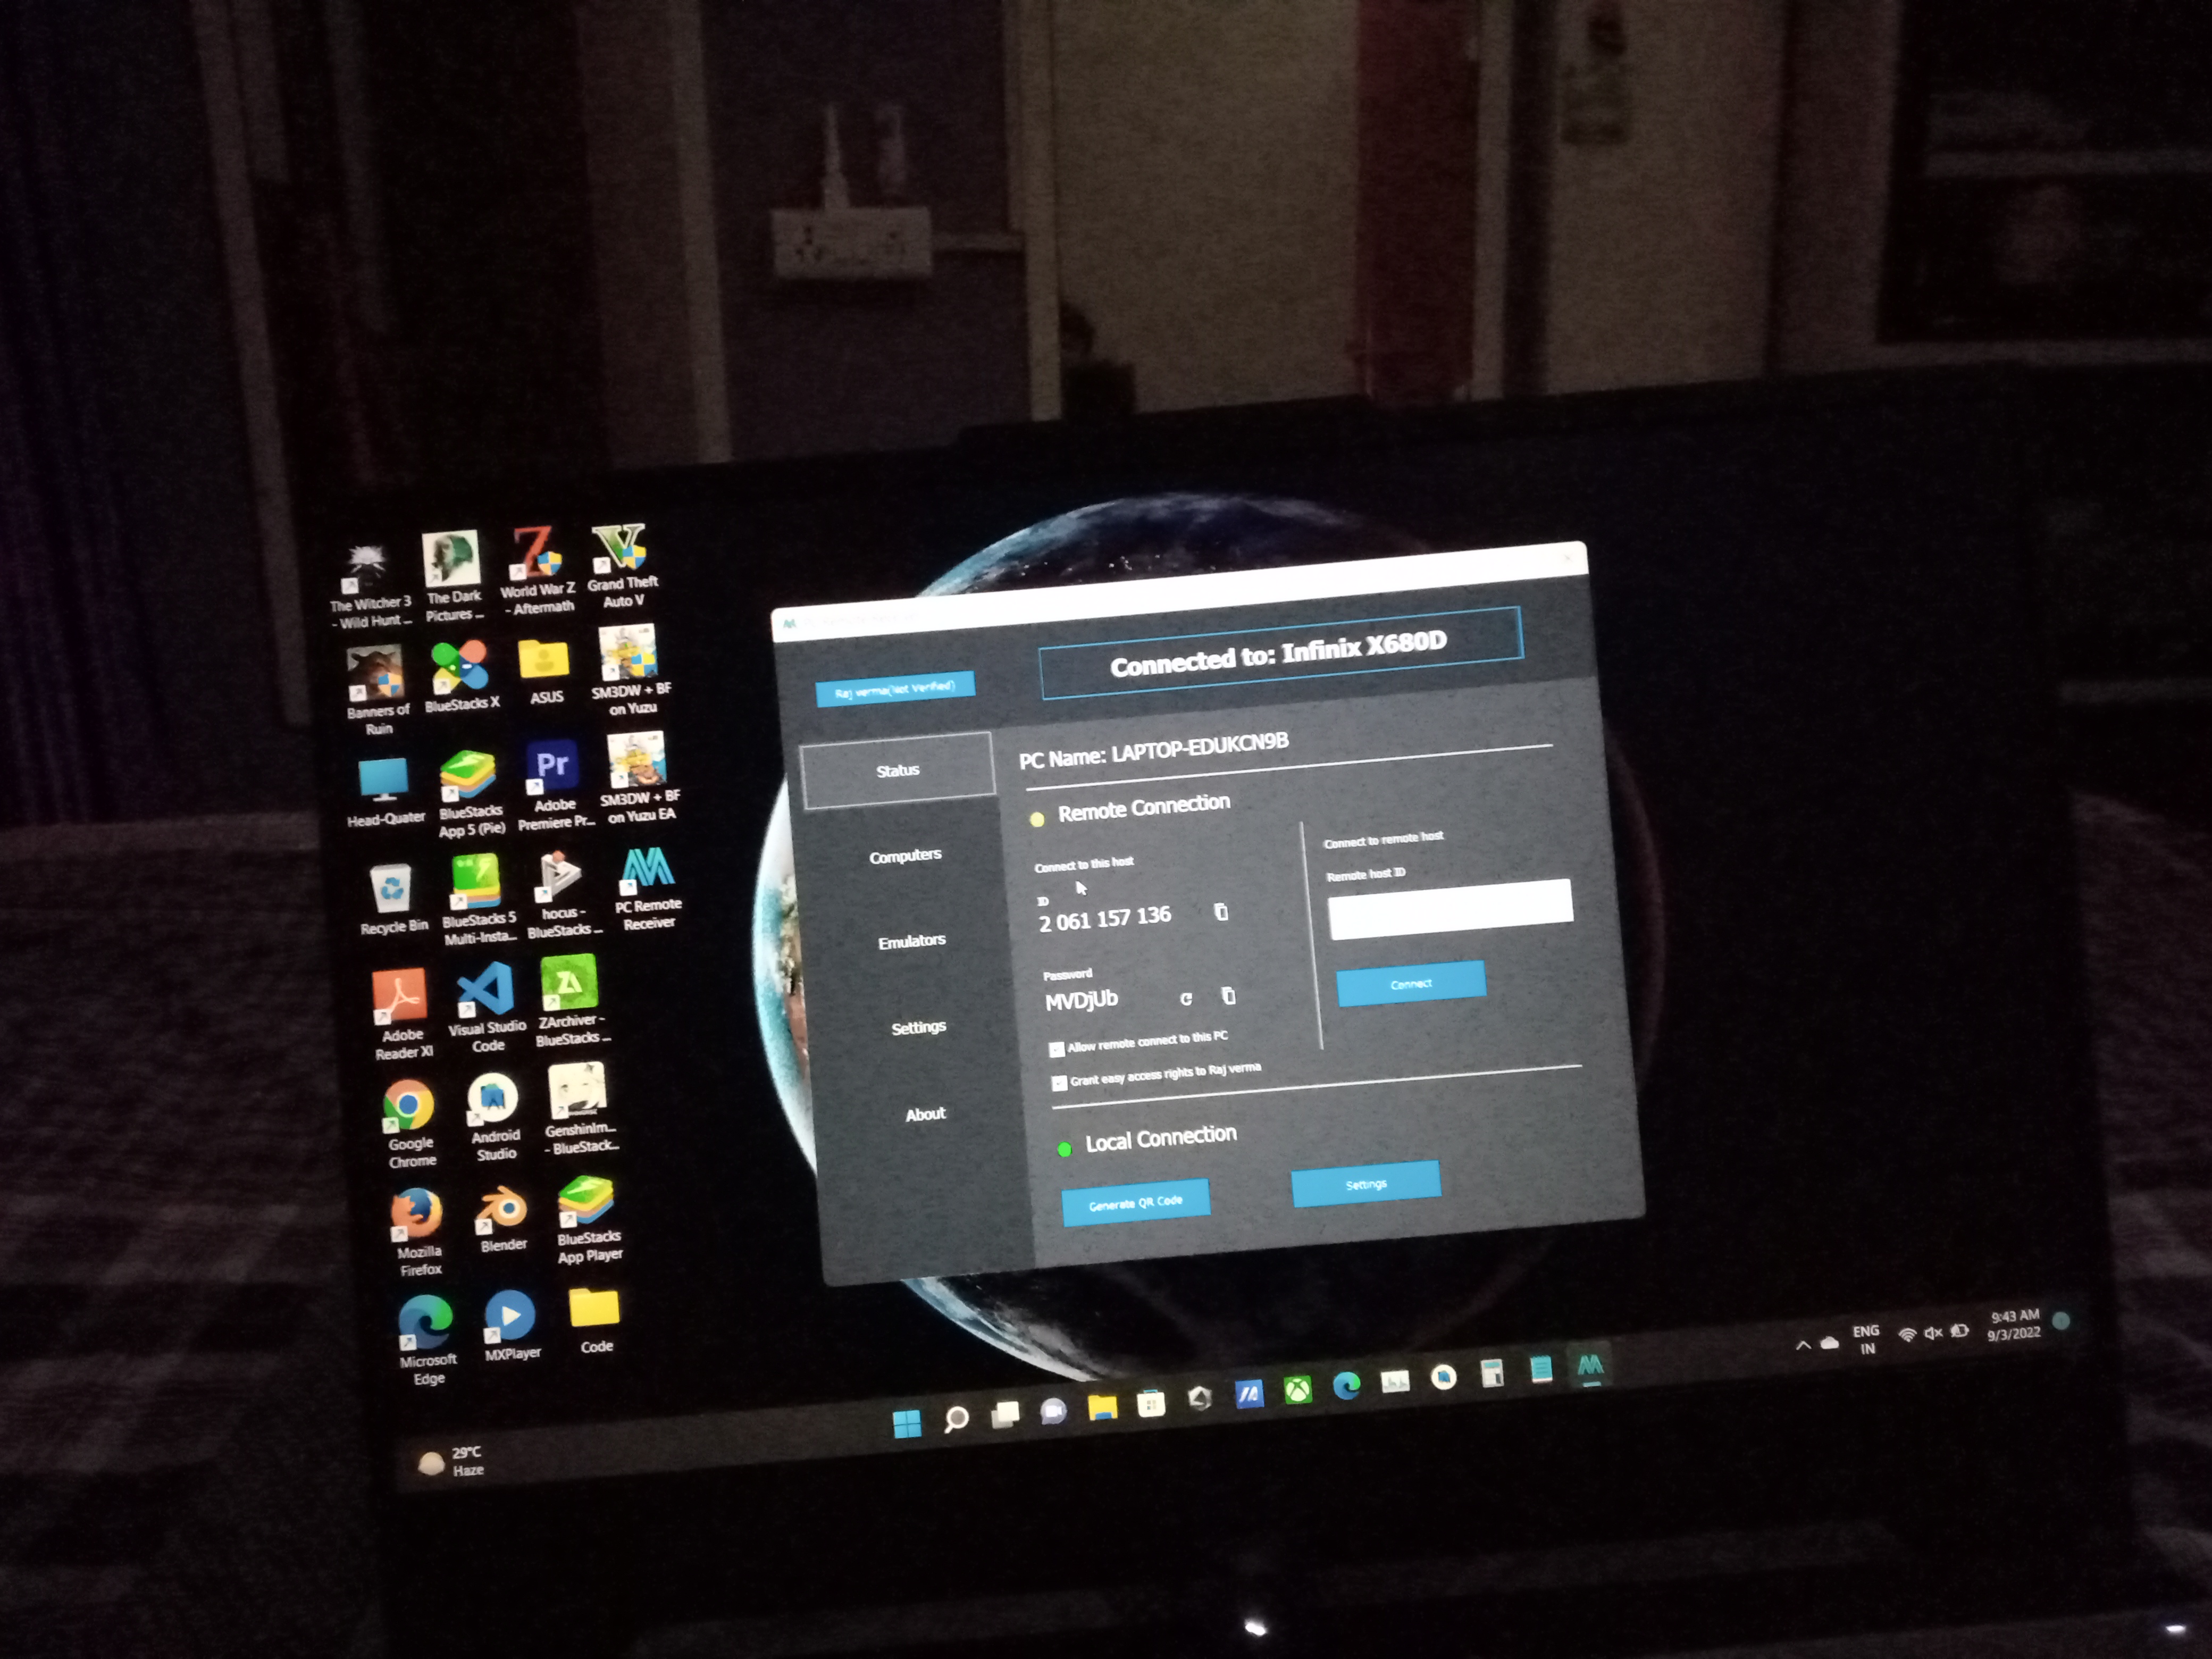 The Witcher 3
- Wild Hunt ...
The Dark
Pictures ...
World War Z
- Aftermath
Grand Theft
Auto V
Banners of
Ruin
BlueStacks X
ASUS
SM3DW + BF
on Yuzu
Head-Quater
BlueStacks
App 5 (Pie)
Pr
Adobe
Premiere Pr...
SM3DW + BF
on Yuzu EA
Recycle Bin
BlueStacks 5
Multi-Insta...
hocus -
BlueStacks ...
PC Remote
Receiver
Adobe
Reader XI
Visual Studio
Code
ZArchiver -
BlueStacks ...
Google
Chrome
Android
Studio
GenshinIm...
- BlueStack...
Mozilla
Firefox
Blender
BlueStacks
App Player
Microsoft
Edge
MXPlayer
Code
Raj verma(Not Verified)
Connected to: Infinix X680D
Status
Computers
Emulators
Settings
About
PC Name: LAPTOP-EDUKCN9B
Remote Connection
Connect to this host
ID
2 061 157 136
Password
MVDjUb
Allow remote connect to this PC
Grant easy access rights to Raj verma
Connect to remote host
Remote host ID
Connect
Local Connection
Generate QR Code
Settings
29°C
Haze
ENG
IN
9:43 AM
9/3/2022